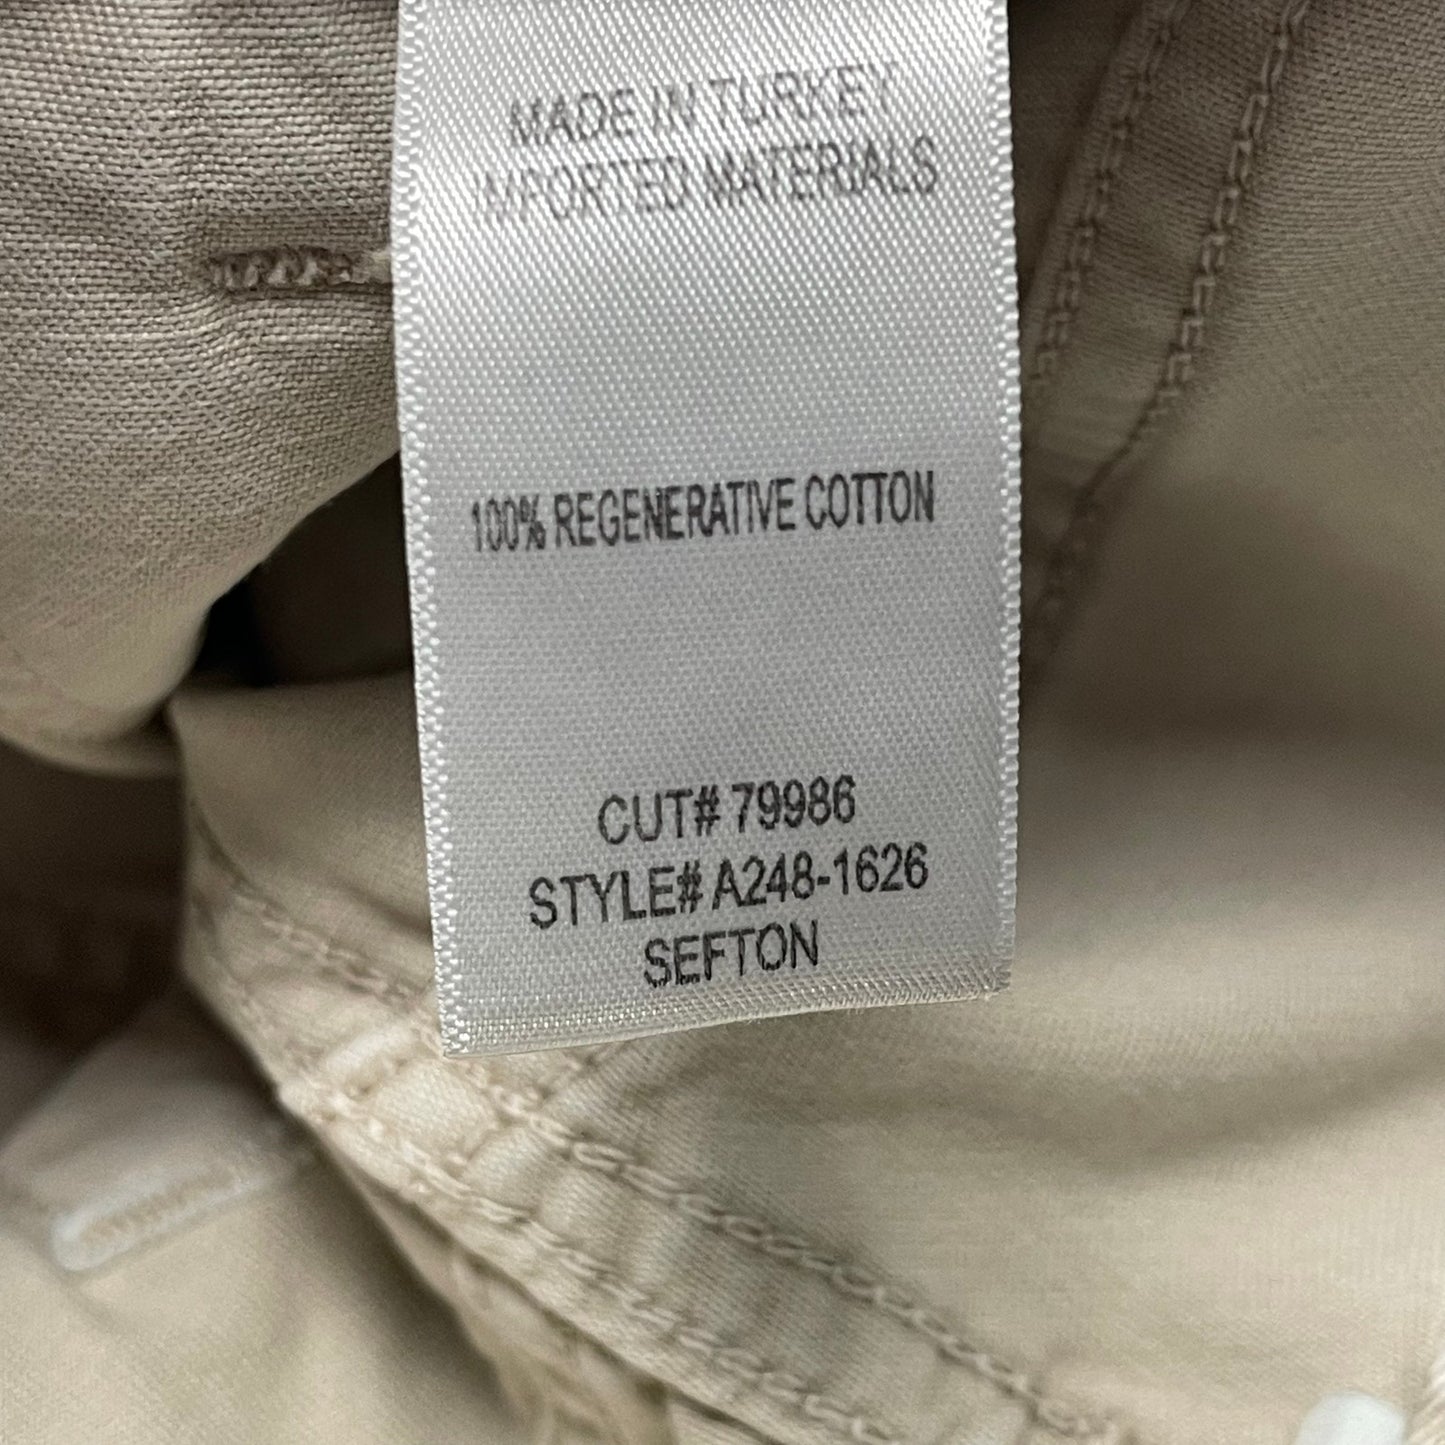 MADE IN TURKEY
IMPORTED MATERIALS
100% REGENERATIVE COTTON
CUT# 79986
STYLE# A248-1626
SEFTON